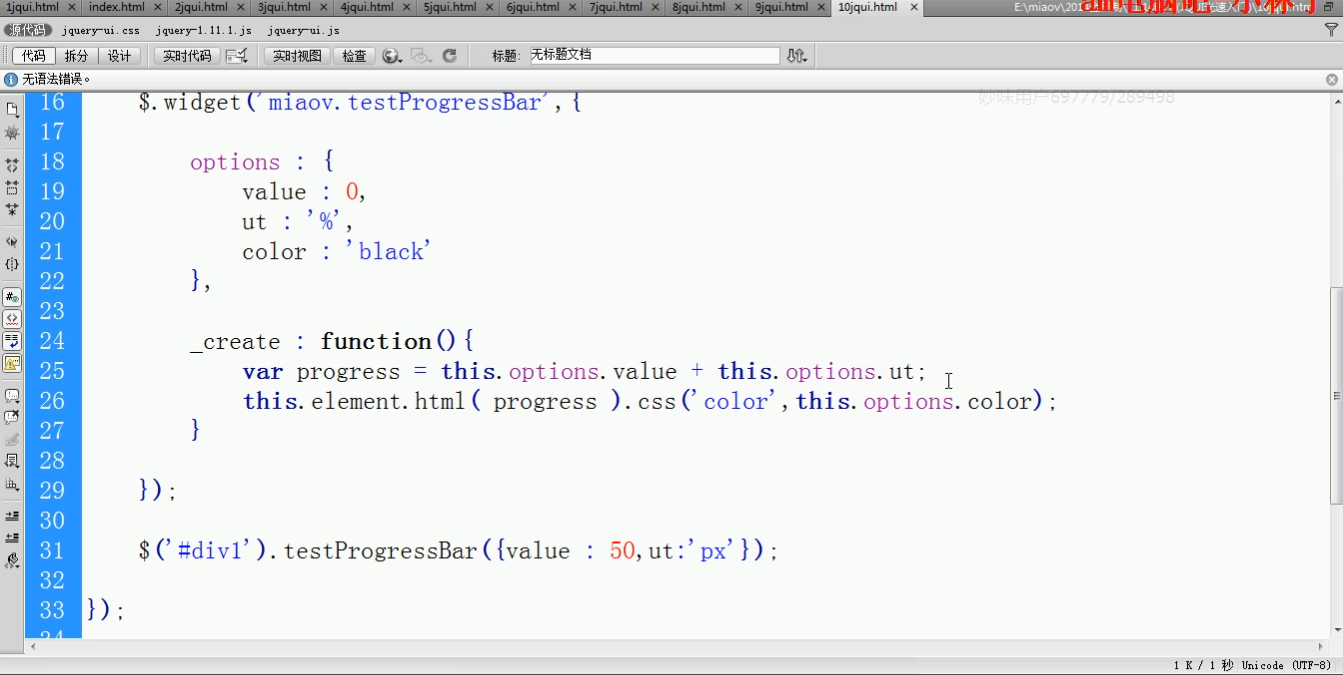 1jqui.html index.html 2jqui.html 3jqui.html 4jqui.html 5jqui.html 6jqui.html 7jqui.html 8jqui.html 9jqui.html 10jqui.html
源代码 jquery-ui.css jquery-1.11.1.js jquery-ui.js
代码 拆分 设计 实时代码 实时视图 检查 标题: 无标题文档
无语法错误。
妙味用户697779/289498
16 $.widget('miaov.testProgressBar',{
17
18 options : {
19 value : 0,
20 ut : '%',
21 color : 'black'
22 },
23
24 _create : function(){
25 var progress = this.options.value + this.options.ut;
26 this.element.html( progress ).css('color',this.options.color);
27 }
28
29 });
30
31 $('#div1').testProgressBar({value : 50,ut:'px'});
32
33 });
34
1 K / 1 秒 Unicode (UTF-8)